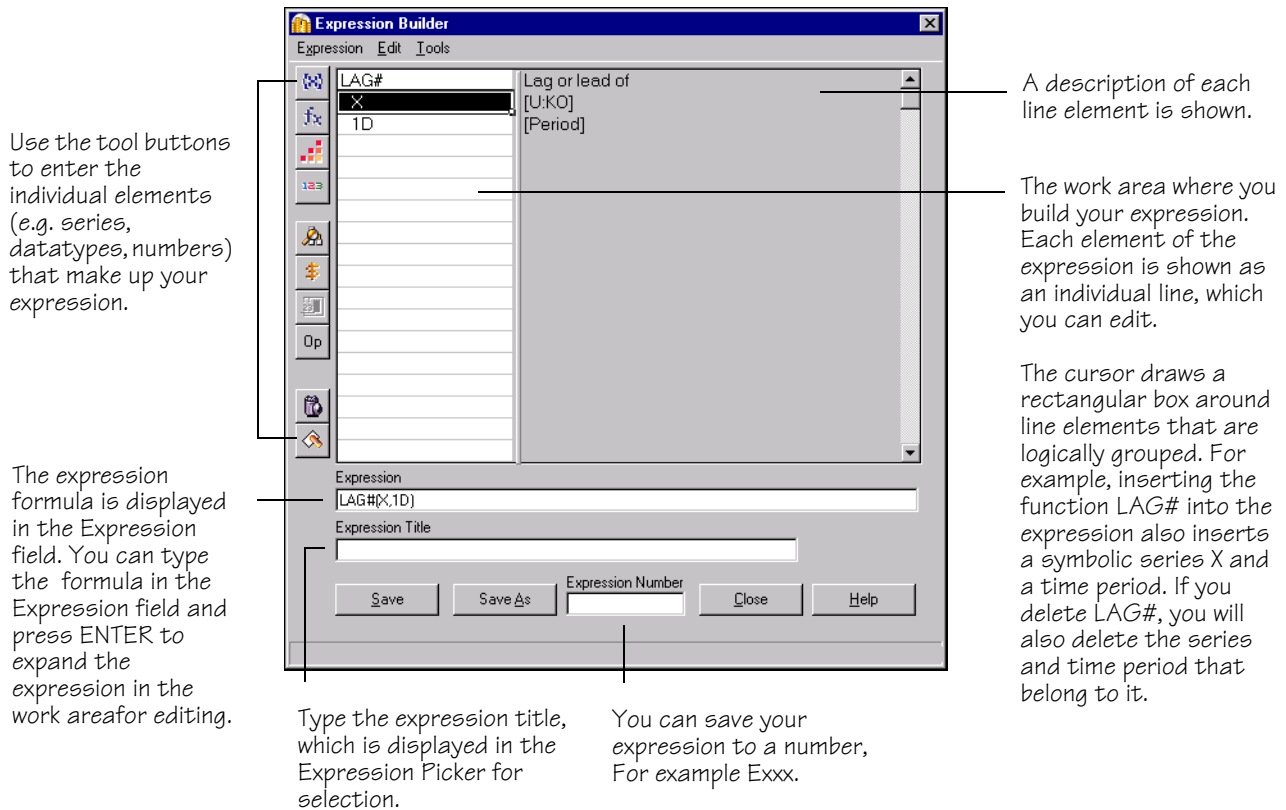 Expression Builder
Expression Edit Tools
LAG#
X
1D
Lag or lead of
[U:KO]
[Period]
fx
123
Op
Expression
LAG#(X,1D)
Expression Title
Save
Save As
Expression Number
Close
Help
Use the tool buttons
to enter the
individual elements
(e.g. series,
datatypes, numbers)
that make up your
expression.
The expression
formula is displayed
in the Expression
field. You can type
the formula in the
Expression field and
press ENTER to
expand the
expression in the
work areafor editing.
Type the expression title,
which is displayed in the
Expression Picker for
selection.
You can save your
expression to a number,
For example Exxx.
A description of each
line element is shown.
The work area where you
build your expression.
Each element of the
expression is shown as
an individual line, which
you can edit.
The cursor draws a
rectangular box around
line elements that are
logically grouped. For
example, inserting the
function LAG# into the
expression also inserts
a symbolic series X and
a time period. If you
delete LAG#, you will
also delete the series
and time period that
belong to it.